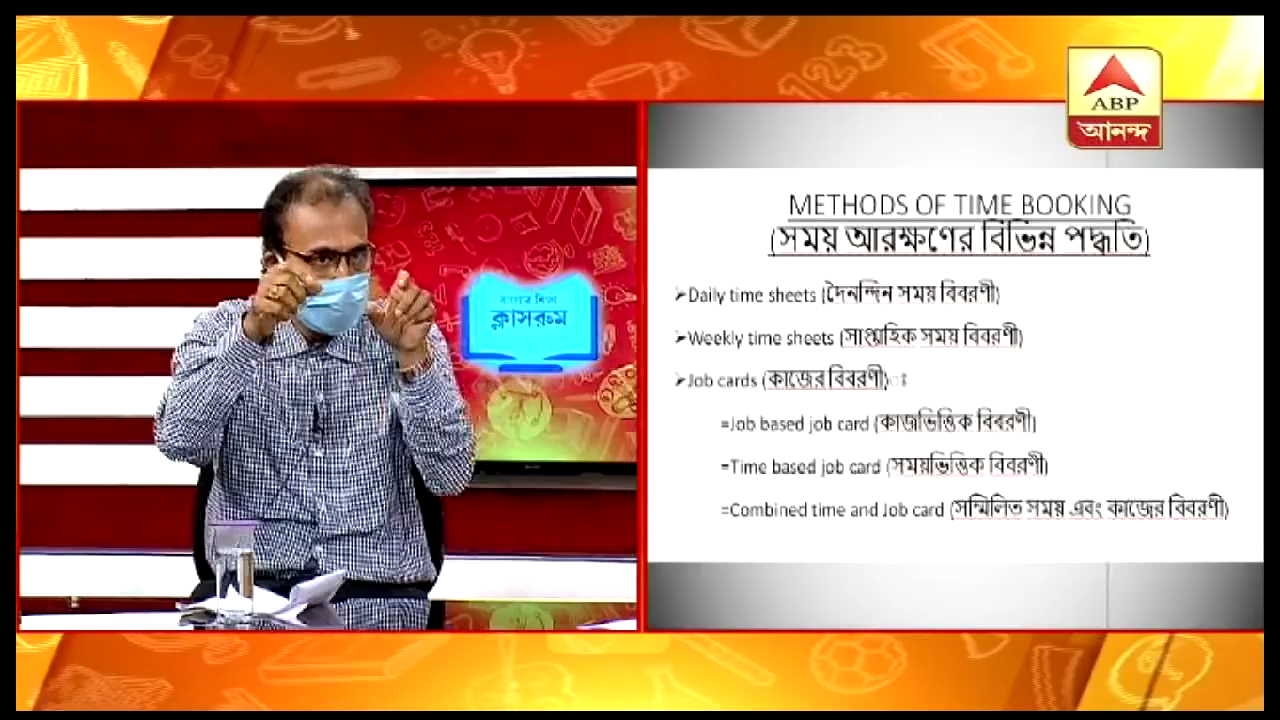 ABP
আনন্দ
METHODS OF TIME BOOKING
(সময় আরক্ষণের বিভিন্ন পদ্ধতি)
➢Daily time sheets (দৈনন্দিন সময় বিবরণী)
➢Weekly time sheets (সাপ্তাহিক সময় বিবরণী)
➢Job cards (কাজের বিবরণী)ঃ
=Job based job card (কাজভিত্তিক বিবরণী)
=Time based job card (সময়ভিত্তিক বিবরণী)
=Combined time and Job card (সম্মিলিত সময় এবং কাজের বিবরণী)
ক্লাসরুম
123